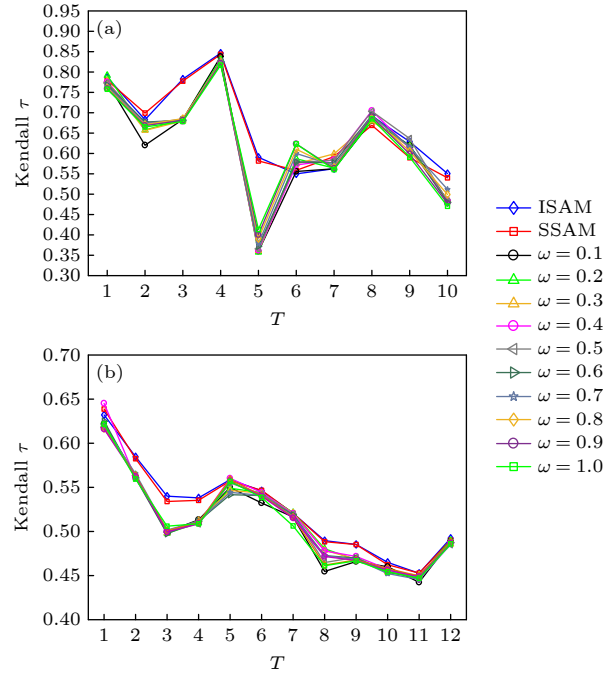 (a)
Kendall τ
0.95
0.90
0.85
0.80
0.75
0.70
0.65
0.60
0.55
0.50
0.45
0.40
0.35
0.30
1 2 3 4 5 6 7 8 9 10
T
ISAM
SSAM
ω = 0.1
ω = 0.2
ω = 0.3
ω = 0.4
ω = 0.5
ω = 0.6
ω = 0.7
ω = 0.8
ω = 0.9
ω = 1.0
(b)
Kendall τ
0.70
0.65
0.60
0.55
0.50
0.45
0.40
1 2 3 4 5 6 7 8 9 10 11 12
T